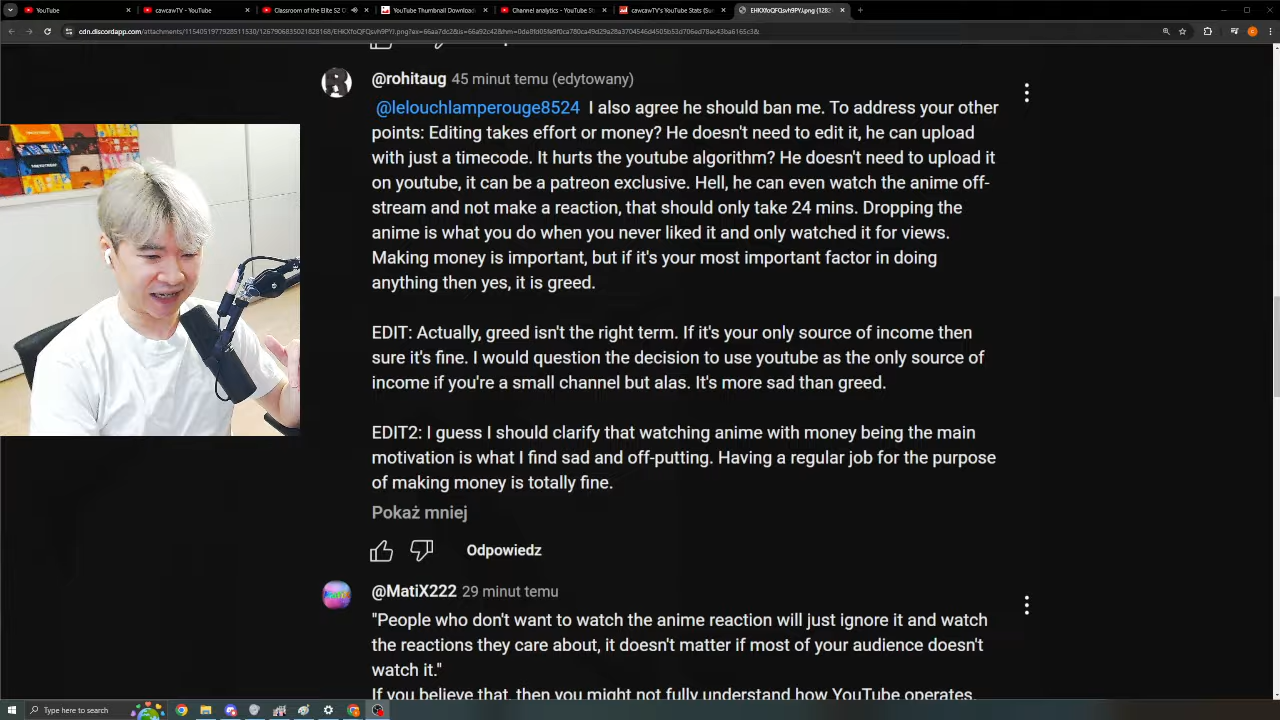 YouTube
cawcawTV - YouTube
Classroom of the Elite S2 O
YouTube Thumbnail Download
Channel analytics - YouTube St
cawcawTV's YouTube Stats (Sum
EHKXfoQFQsvh9PYJ.png (1282
@rohitaug 45 minut temu (edytowany)
@lelouchlamperouge8524 I also agree he should ban me. To address your other
points: Editing takes effort or money? He doesn't need to edit it, he can upload
with just a timecode. It hurts the youtube algorithm? He doesn't need to upload it
on youtube, it can be a patreon exclusive. Hell, he can even watch the anime off-
stream and not make a reaction, that should only take 24 mins. Dropping the
anime is what you do when you never liked it and only watched it for views.
Making money is important, but if it's your most important factor in doing
anything then yes, it is greed.
EDIT: Actually, greed isn't the right term. If it's your only source of income then
sure it's fine. I would question the decision to use youtube as the only source of
income if you're a small channel but alas. It's more sad than greed.
EDIT2: I guess I should clarify that watching anime with money being the main
motivation is what I find sad and off-putting. Having a regular job for the purpose
of making money is totally fine.
Pokaż mniej
Odpowiedz
@MatiX222 29 minut temu
"People who don't want to watch the anime reaction will just ignore it and watch
the reactions they care about, it doesn't matter if most of your audience doesn't
watch it."
If you believe that, then you might not fully understand how YouTube operates.
Type here to search